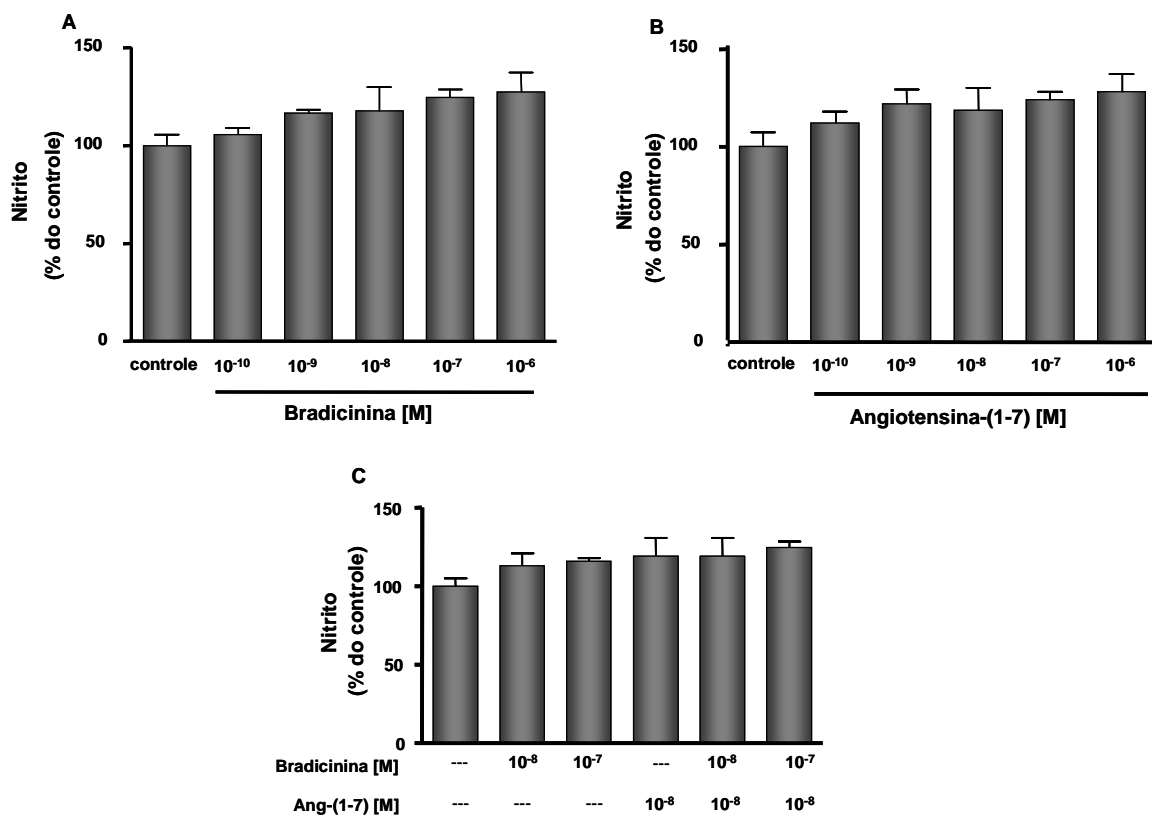 A
150
100
50
0
Nitrito
(% do controle)
controle 10⁻¹⁰ 10⁻⁹ 10⁻⁸ 10⁻⁷ 10⁻⁶
Bradicinina [M]
B
150
100
50
0
Nitrito
(% do controle)
controle 10⁻¹⁰ 10⁻⁹ 10⁻⁸ 10⁻⁷ 10⁻⁶
Angiotensina-(1-7) [M]
C
150
100
50
0
Nitrito
(% do controle)
Bradicinina [M] --- 10⁻⁸ 10⁻⁷ --- 10⁻⁸ 10⁻⁷
Ang-(1-7) [M] --- --- --- 10⁻⁸ 10⁻⁸ 10⁻⁸